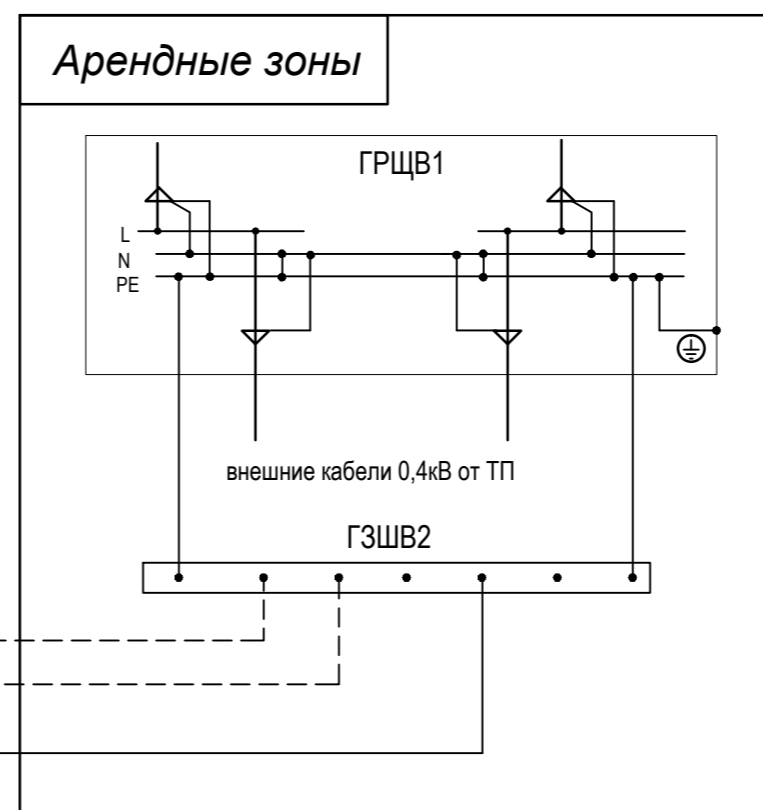 Арендные зоны
ГРЩВ1
L
N
PE
внешние кабели 0,4кВ от ТП
ГЗШВ2